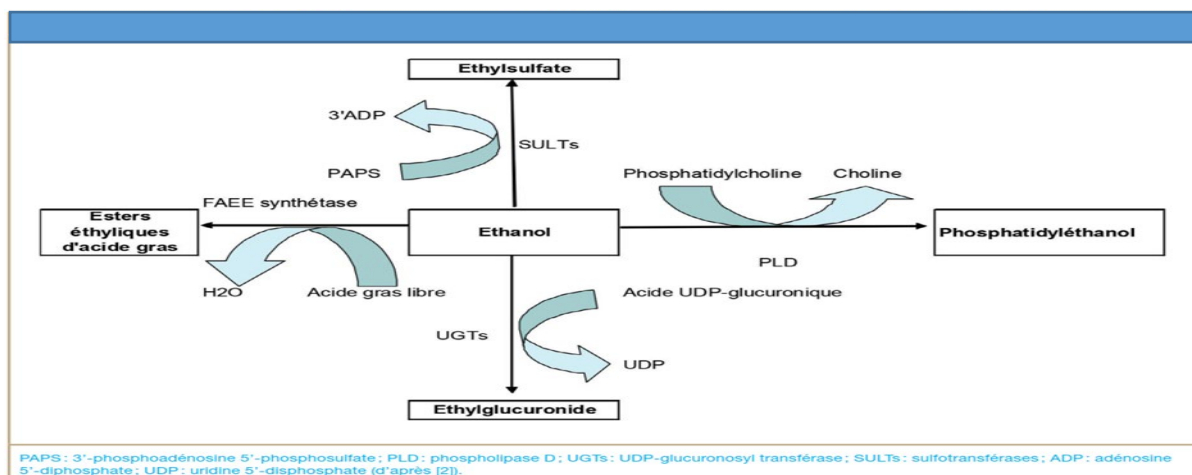 Ethylsulfate
3'ADP
SULTs
PAPS
Phosphatidylcholine
Choline
FAEE synthétase
Esters
éthyliques
d'acide gras
Ethanol
Phosphatidyléthanol
PLD
H2O
Acide gras libre
Acide UDP-glucuronique
UGTs
UDP
Ethylglucuronide
PAPS : 3'-phosphoadénosine 5'-phosphosulfate ; PLD : phospholipase D ; UGTs : UDP-glucuronosyl transférase ; SULTs : sulfotransférases ; ADP : adénosine
5'-diphosphate ; UDP : uridine 5'-disphosphate (d'après [2]).